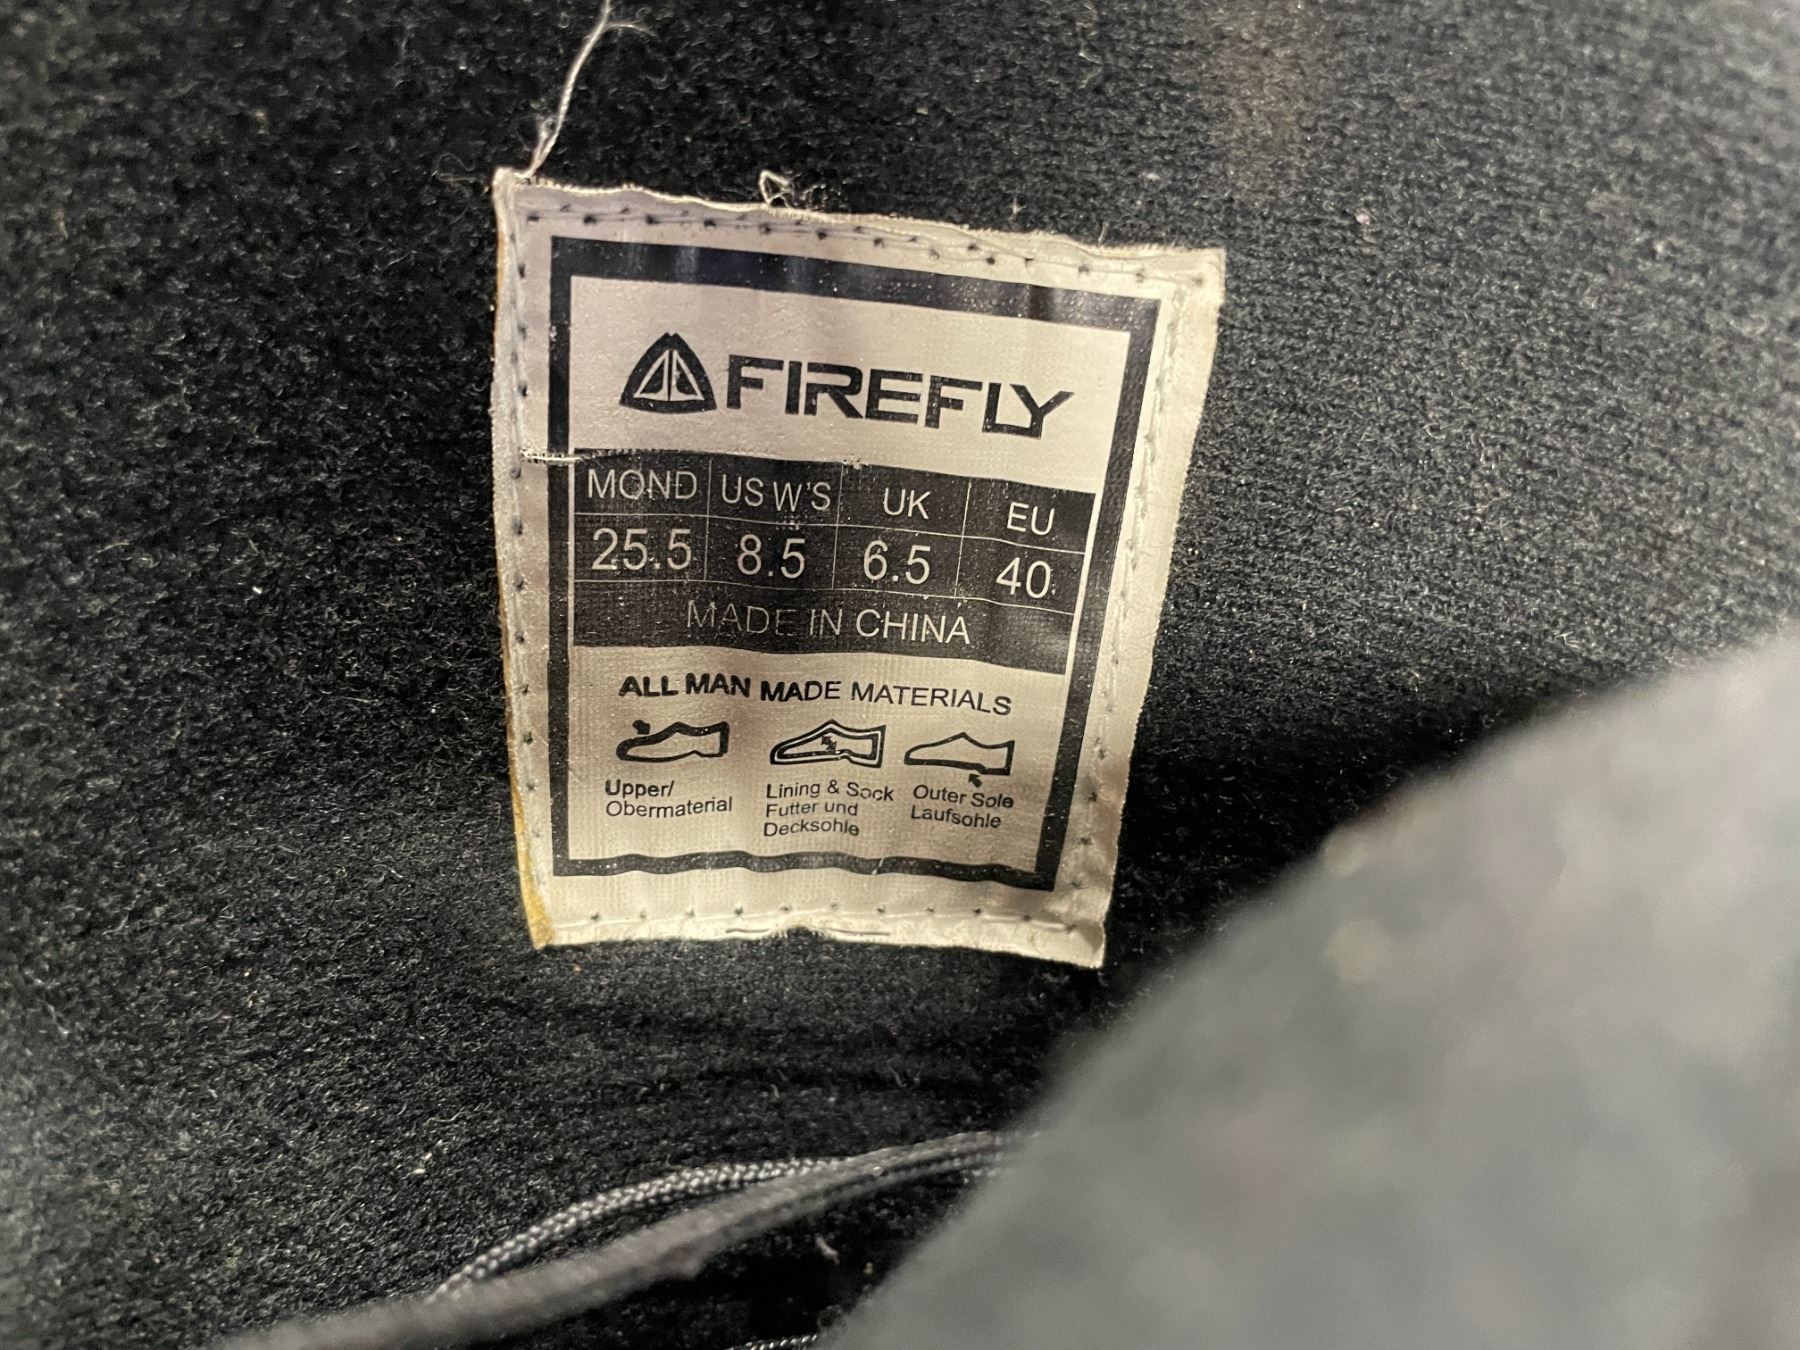 FIREFLY
MOND US W'S UK EU
25.5 8.5 6.5 40
MADE IN CHINA
ALL MAN MADE MATERIALS
Upper/
Obermaterial
Lining & Sock
Futter und
Decksohle
Outer Sole
Laufsohle